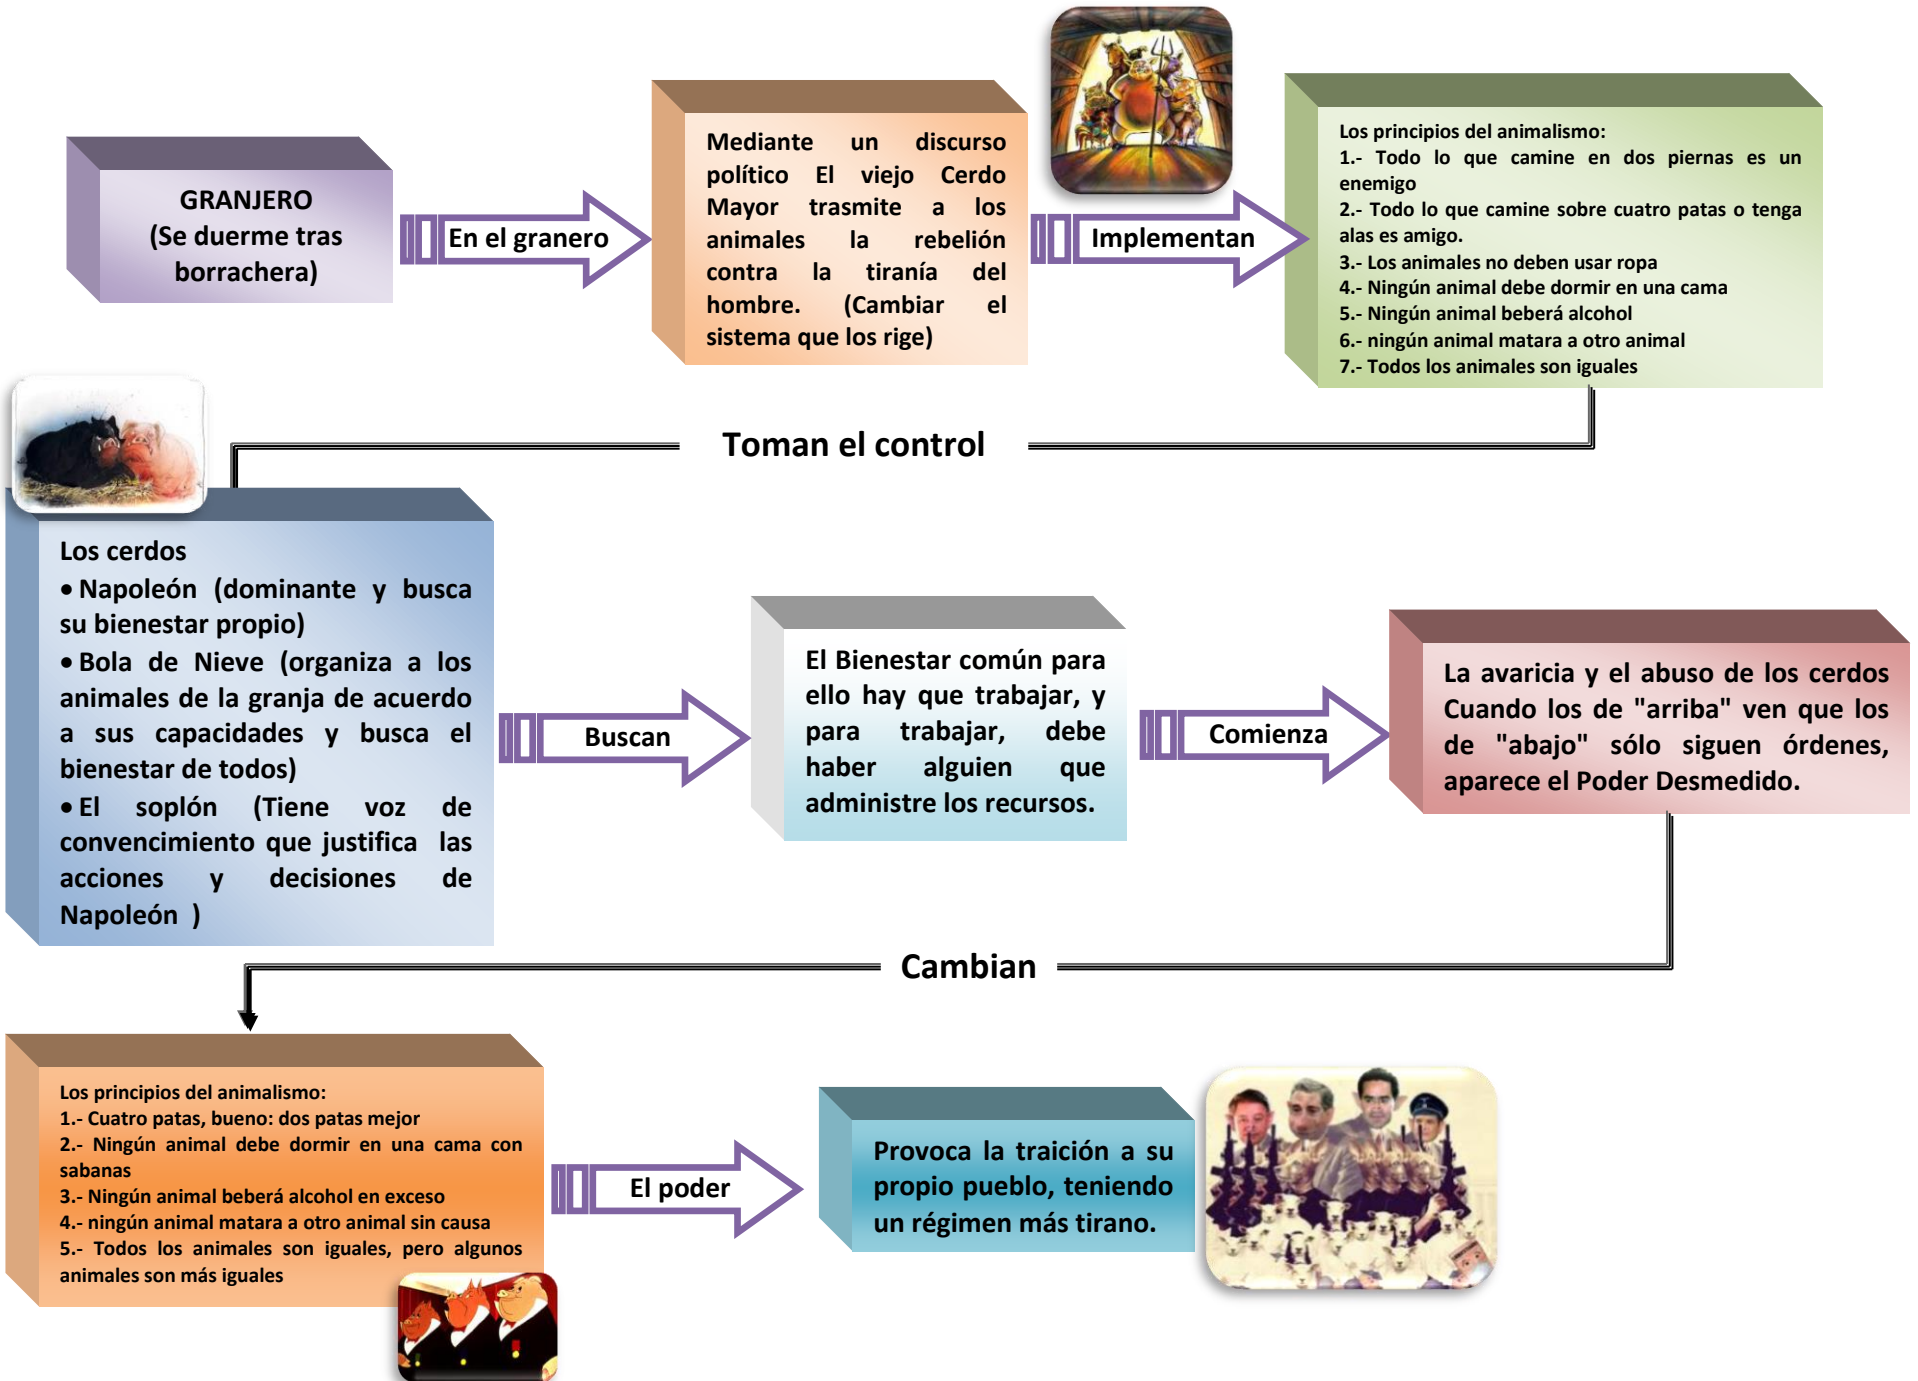 GRANJERO
(Se duerme tras
borrachera)
En el granero
Mediante un discurso
político El viejo Cerdo
Mayor trasmite a los
animales la rebelión
contra la tiranía del
hombre. (Cambiar el
sistema que los rige)
Implementan
Los principios del animalismo:
1.- Todo lo que camine en dos piernas es un
enemigo
2.- Todo lo que camine sobre cuatro patas o tenga
alas es amigo.
3.- Los animales no deben usar ropa
4.- Ningún animal debe dormir en una cama
5.- Ningún animal beberá alcohol
6.- ningún animal matara a otro animal
7.- Todos los animales son iguales
Toman el control
Los cerdos
• Napoleón (dominante y busca
su bienestar propio)
• Bola de Nieve (organiza a los
animales de la granja de acuerdo
a sus capacidades y busca el
bienestar de todos)
• El soplón (Tiene voz de
convencimiento que justifica las
acciones y decisiones de
Napoleón )
Buscan
El Bienestar común para
ello hay que trabajar, y
para trabajar, debe
haber alguien que
administre los recursos.
Comienza
La avaricia y el abuso de los cerdos
Cuando los de "arriba" ven que los
de "abajo" sólo siguen órdenes,
aparece el Poder Desmedido.
Cambian
Los principios del animalismo:
1.- Cuatro patas, bueno: dos patas mejor
2.- Ningún animal debe dormir en una cama con
sabanas
3.- Ningún animal beberá alcohol en exceso
4.- ningún animal matara a otro animal sin causa
5.- Todos los animales son iguales, pero algunos
animales son más iguales
El poder
Provoca la traición a su
propio pueblo, teniendo
un régimen más tirano.